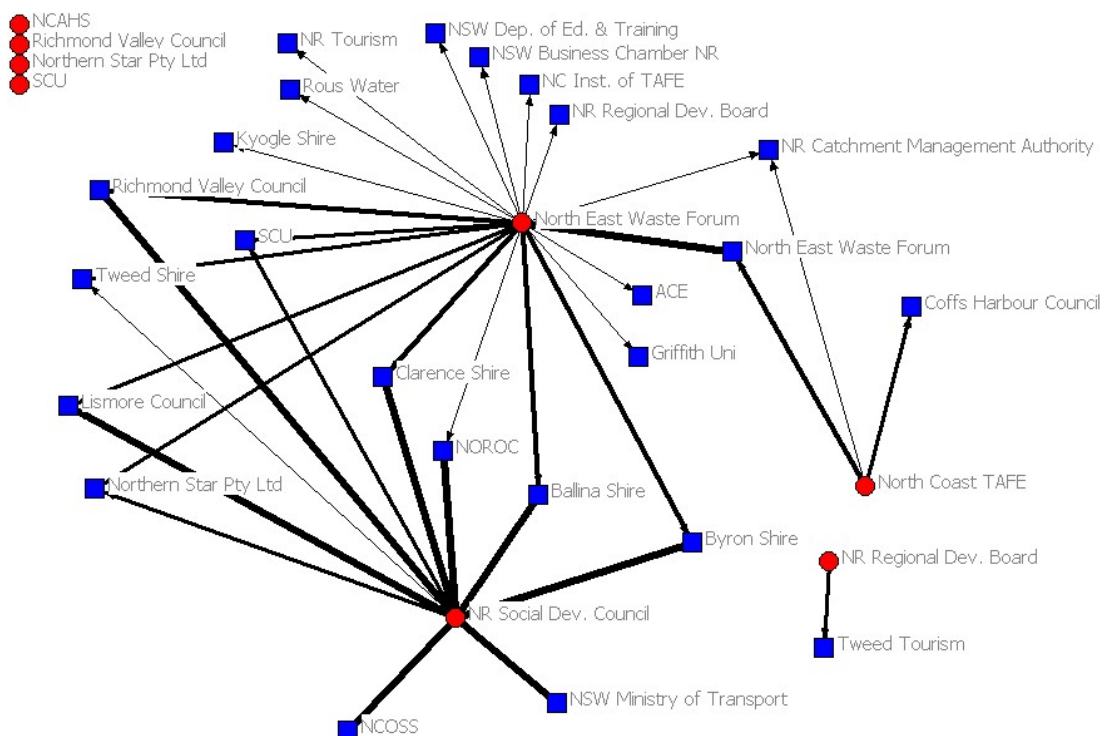 NCAHS
Richmond Valley Council
Northern Star Pty Ltd
SCU
NR Tourism
NSW Dep. of Ed. & Training
NSW Business Chamber NR
NC Inst. of TAFE
Rous Water
NR Regional Dev. Board
Kyogle Shire
NR Catchment Management Authority
Richmond Valley Council
North East Waste Forum
SCU
North East Waste Forum
Tweed Shire
ACE
Coffs Harbour Council
Griffith Uni
Clarence Shire
Lismore Council
NOROC
Northern Star Pty Ltd
Ballina Shire
North Coast TAFE
Byron Shire
NR Regional Dev. Board
NR Social Dev. Council
Tweed Tourism
NSW Ministry of Transport
NCOSS